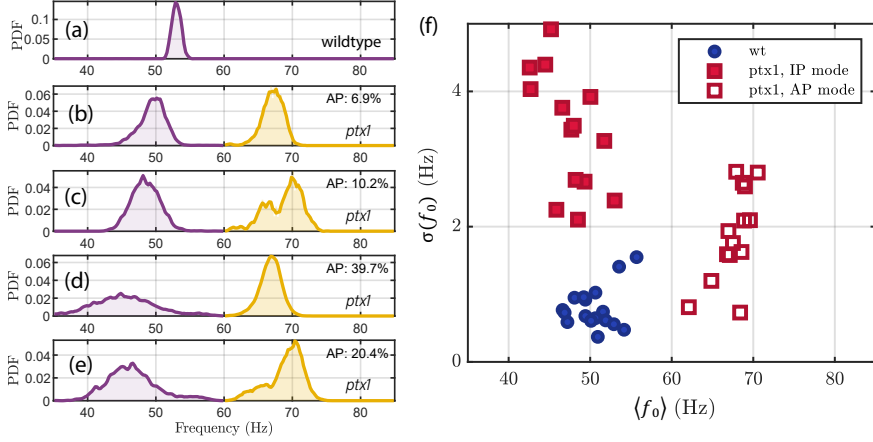 PDF
0.1
0.05
0
(a)
wildtype
40 50 60 70 80
PDF
0.06
0.04
0.02
0
(b)
AP: 6.9%
ptx1
40 50 60 70 80
PDF
0.04
0.02
0
(c)
AP: 10.2%
ptx1
40 50 60 70 80
PDF
0.06
0.04
0.02
0
(d)
AP: 39.7%
ptx1
40 50 60 70 80
PDF
0.04
0.02
0
(e)
AP: 20.4%
ptx1
40 50 60 70 80
Frequency (Hz)
(f)
wt
ptx1, IP mode
ptx1, AP mode
σ(f₀) (Hz)
4
2
0
40 50 60 70 80
⟨f₀⟩ (Hz)